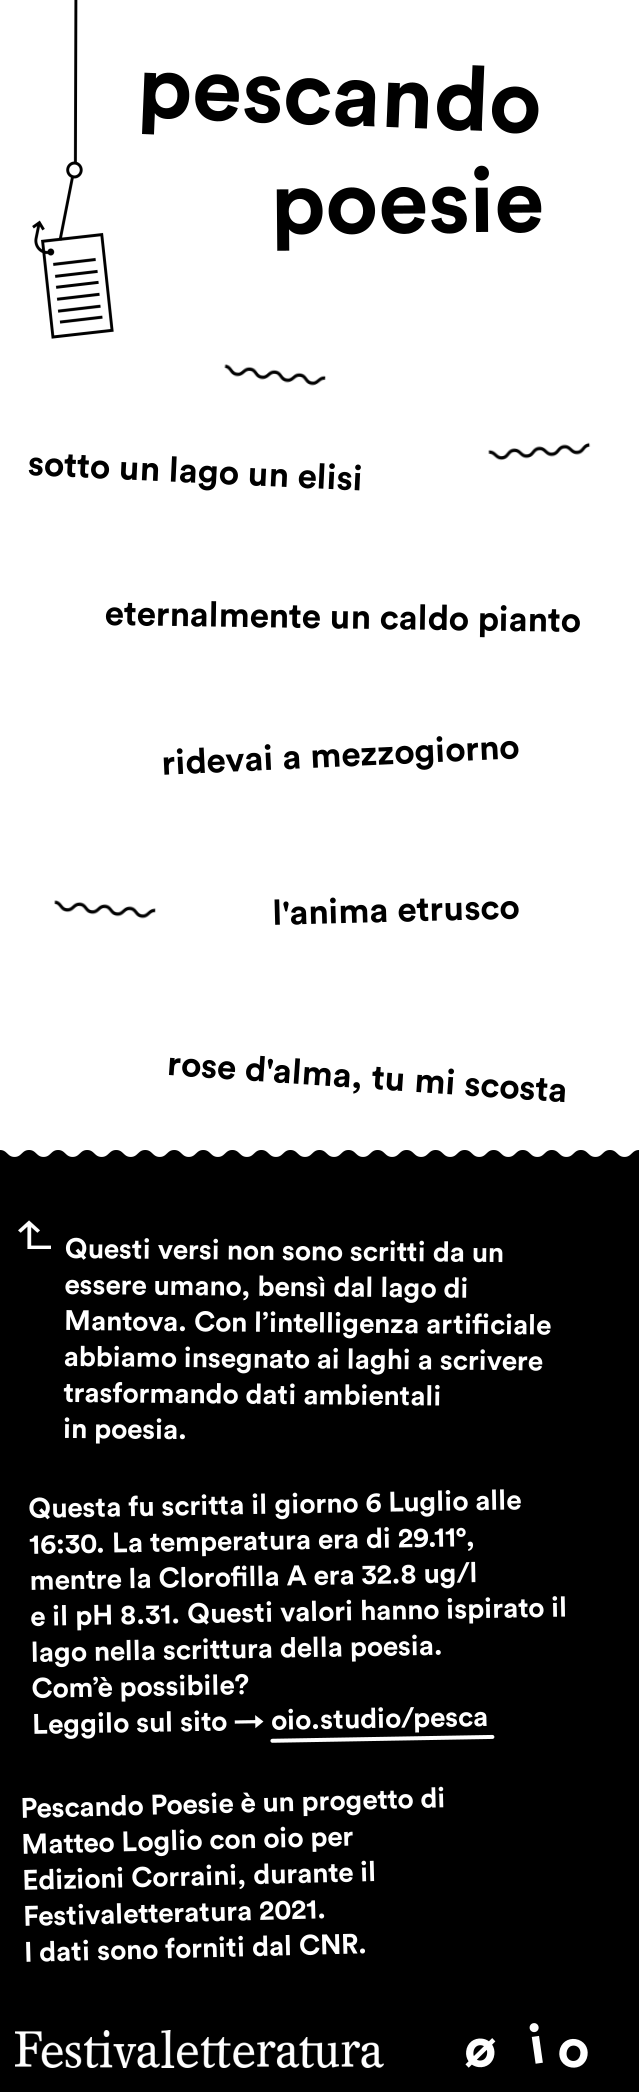 pescando
poesie
sotto un lago un elisi
eternalmente un caldo pianto
ridevai a mezzogiorno
l'anima etrusco
rose d'alma, tu mi scosta
Questi versi non sono scritti da un
essere umano, bensì dal lago di
Mantova. Con l’intelligenza artificiale
abbiamo insegnato ai laghi a scrivere
trasformando dati ambientali
in poesia.
Questa fu scritta il giorno 6 Luglio alle
16:30. La temperatura era di 29.11°,
mentre la Clorofilla A era 32.8 ug/l
e il pH 8.31. Questi valori hanno ispirato il
lago nella scrittura della poesia.
Com’è possibile?
Leggilo sul sito → oio.studio/pesca
Pescando Poesie è un progetto di
Matteo Loglio con oio per
Edizioni Corraini, durante il
Festivaletteratura 2021.
I dati sono forniti dal CNR.
Festivaletteratura ø i o